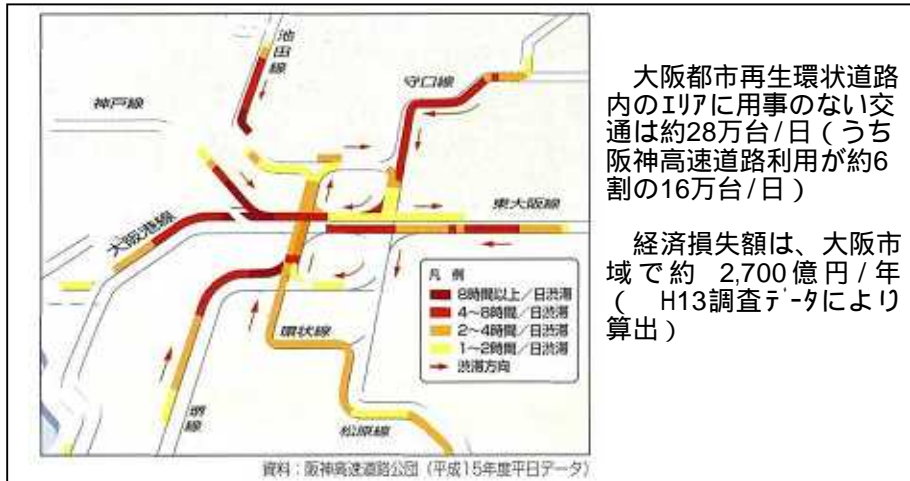 池田線
守口線
神戸線
東大阪線
大阪港線
凡 例
8時間以上／日渋滞
4〜8時間／日渋滞
2〜4時間／日渋滞
1〜2時間／日渋滞
渋滞方向
環状線
堺線
松原線
資料：阪神高速道路公団（平成15年度平日データ）
大阪都市再生環状道路
内のｴﾘｱに用事のない交
通は約28万台/日（うち
阪神高速道路利用が約6
割の16万台/日）
経済損失額は、大阪市
域で約 2,700億円/年
（ H13調査ﾃﾞｰﾀにより
算出）